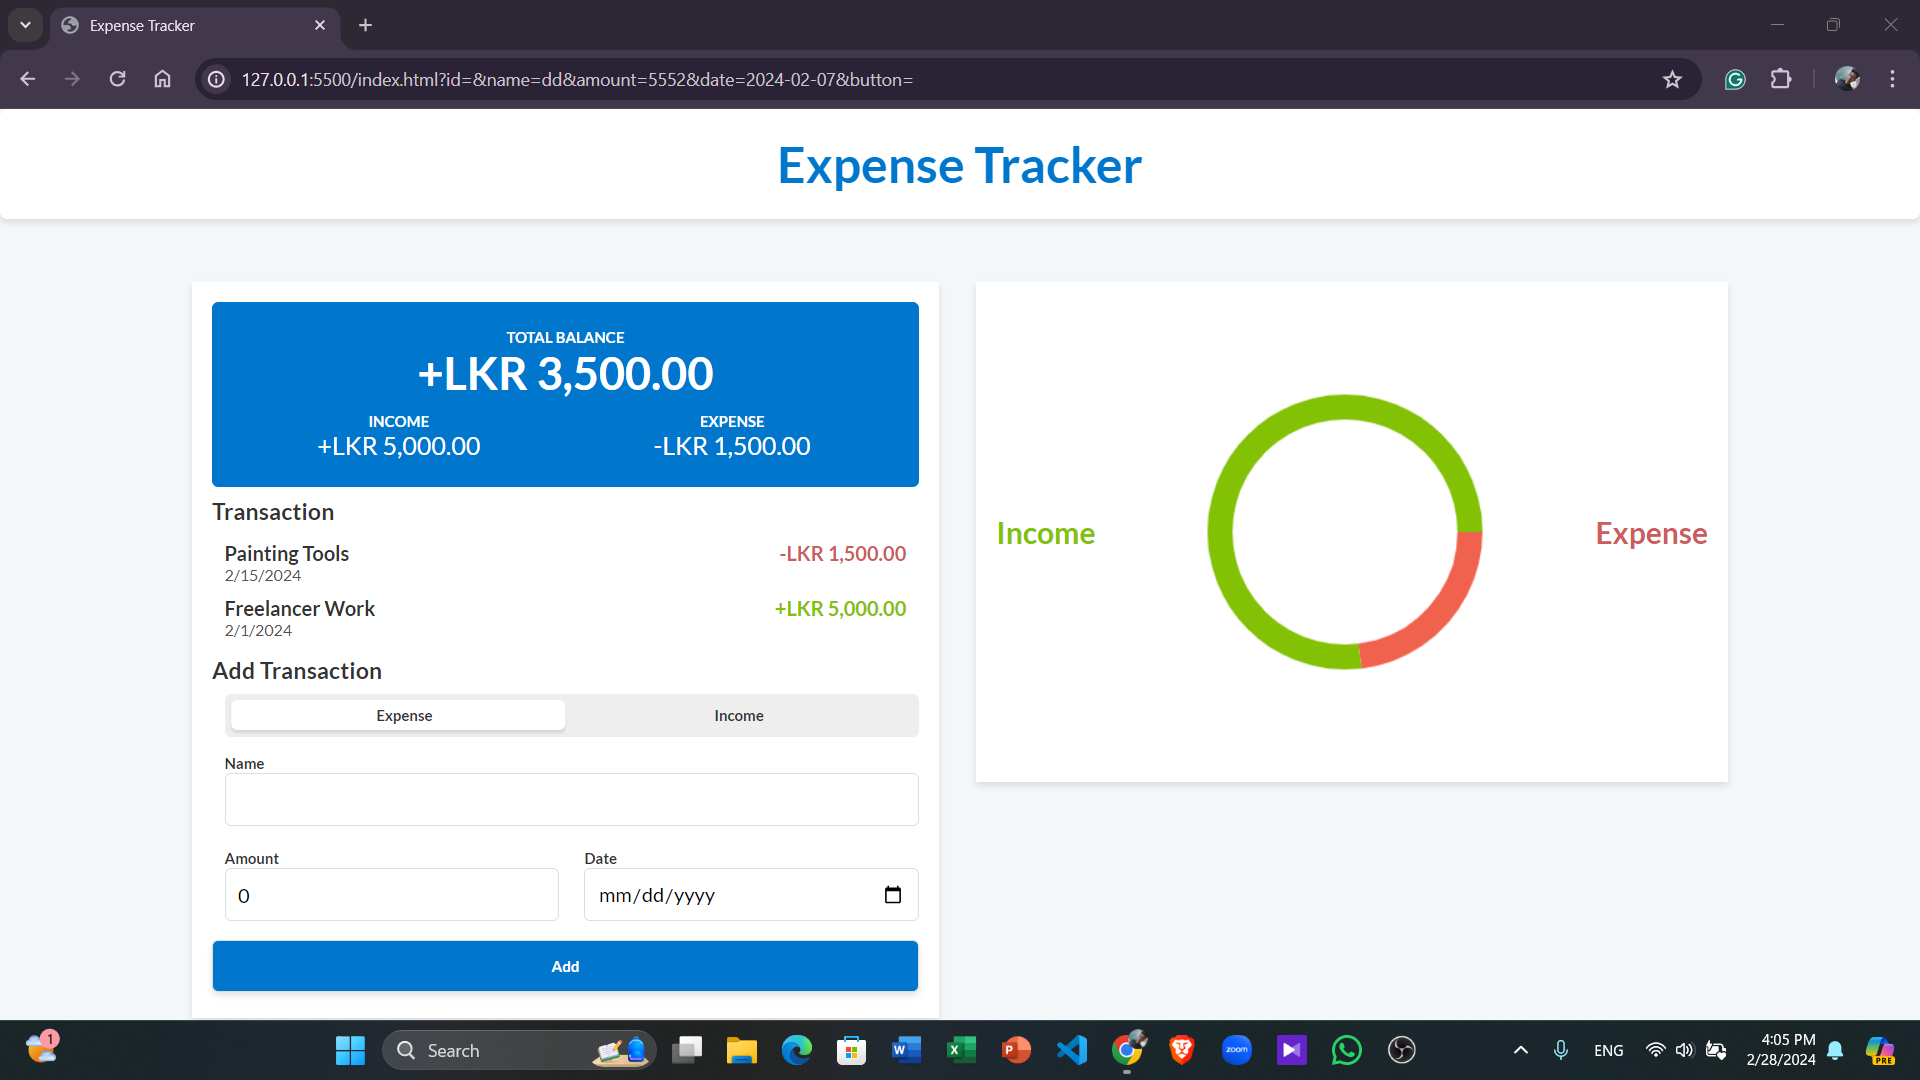 Expense Tracker
127.0.0.1:5500/index.html?id=&name=dd&amount=5552&date=2024-02-07&button=
Expense Tracker
TOTAL BALANCE
+LKR 3,500.00
INCOME
+LKR 5,000.00
EXPENSE
-LKR 1,500.00
Transaction
Painting Tools
-LKR 1,500.00
2/15/2024
Freelancer Work
+LKR 5,000.00
2/1/2024
Add Transaction
Expense
Income
Name
Amount
Date
0
mm/dd/yyyy
Add
Income
Expense
1
Search
W
X
P
zoom
ENG
4:05 PM
2/28/2024
PRE